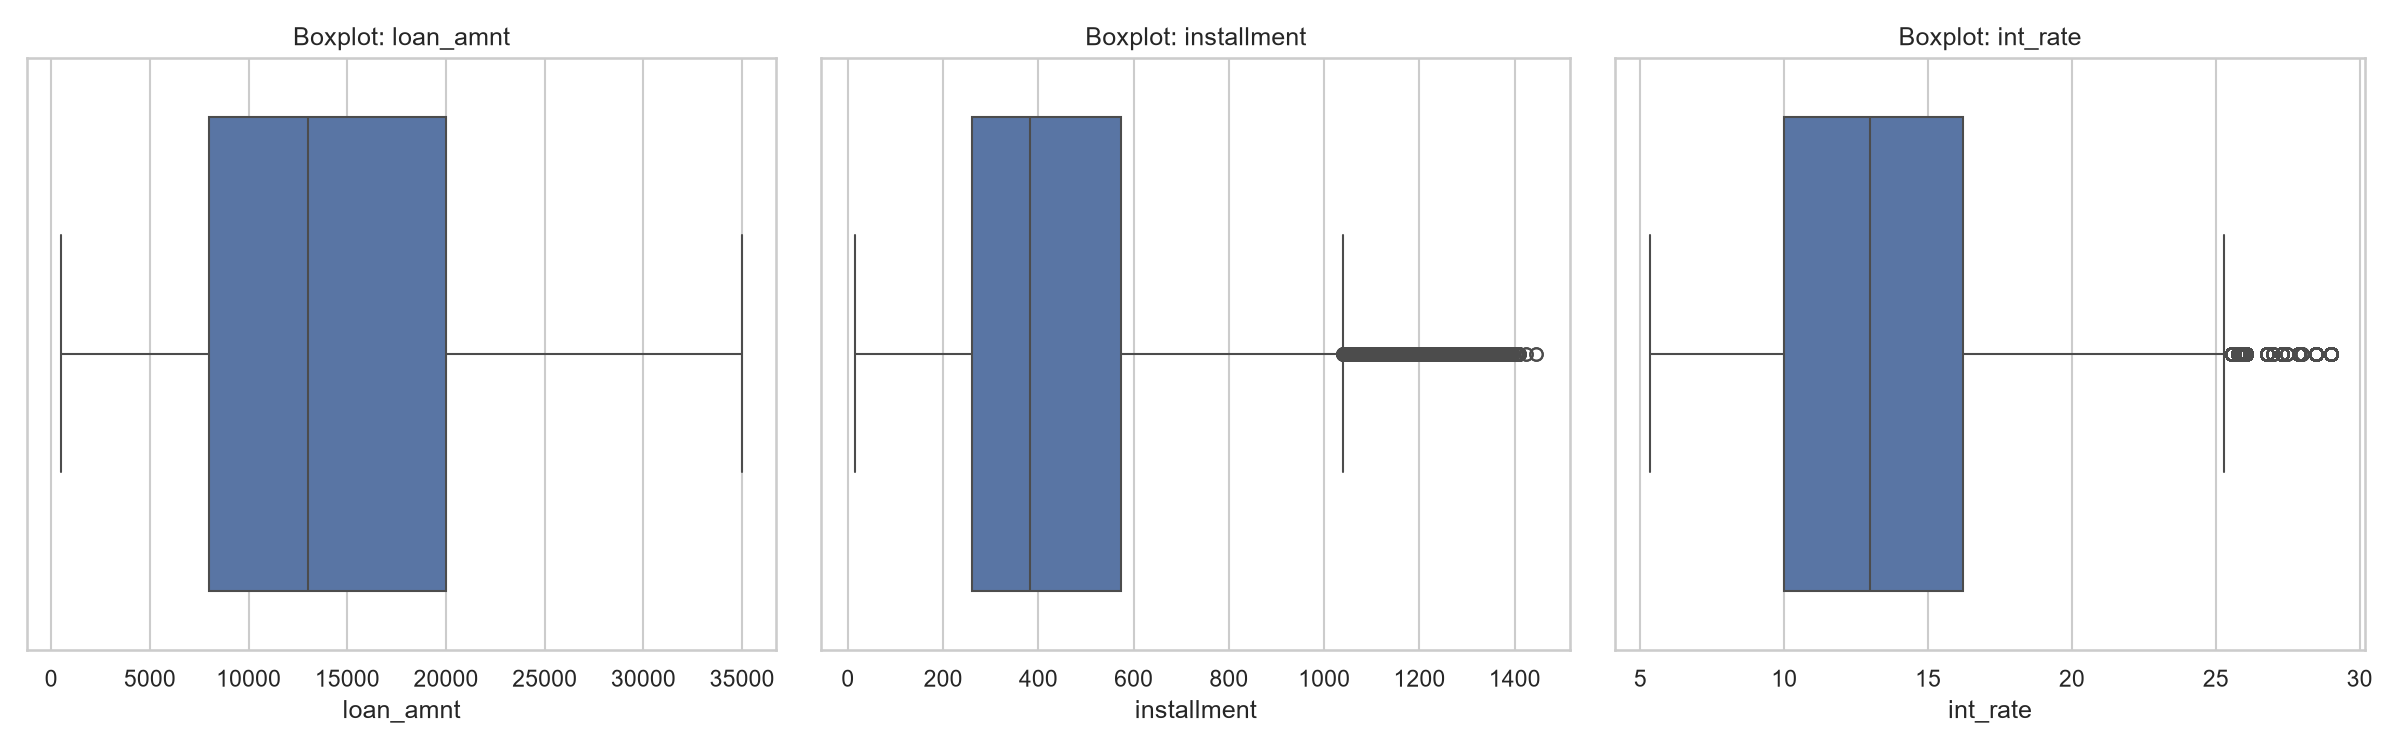 Boxplot: loan_amnt
0 5000 10000 15000 20000 25000 30000 35000
loan_amnt
Boxplot: installment
0 200 400 600 800 1000 1200 1400
installment
Boxplot: int_rate
5 10 15 20 25 30
int_rate